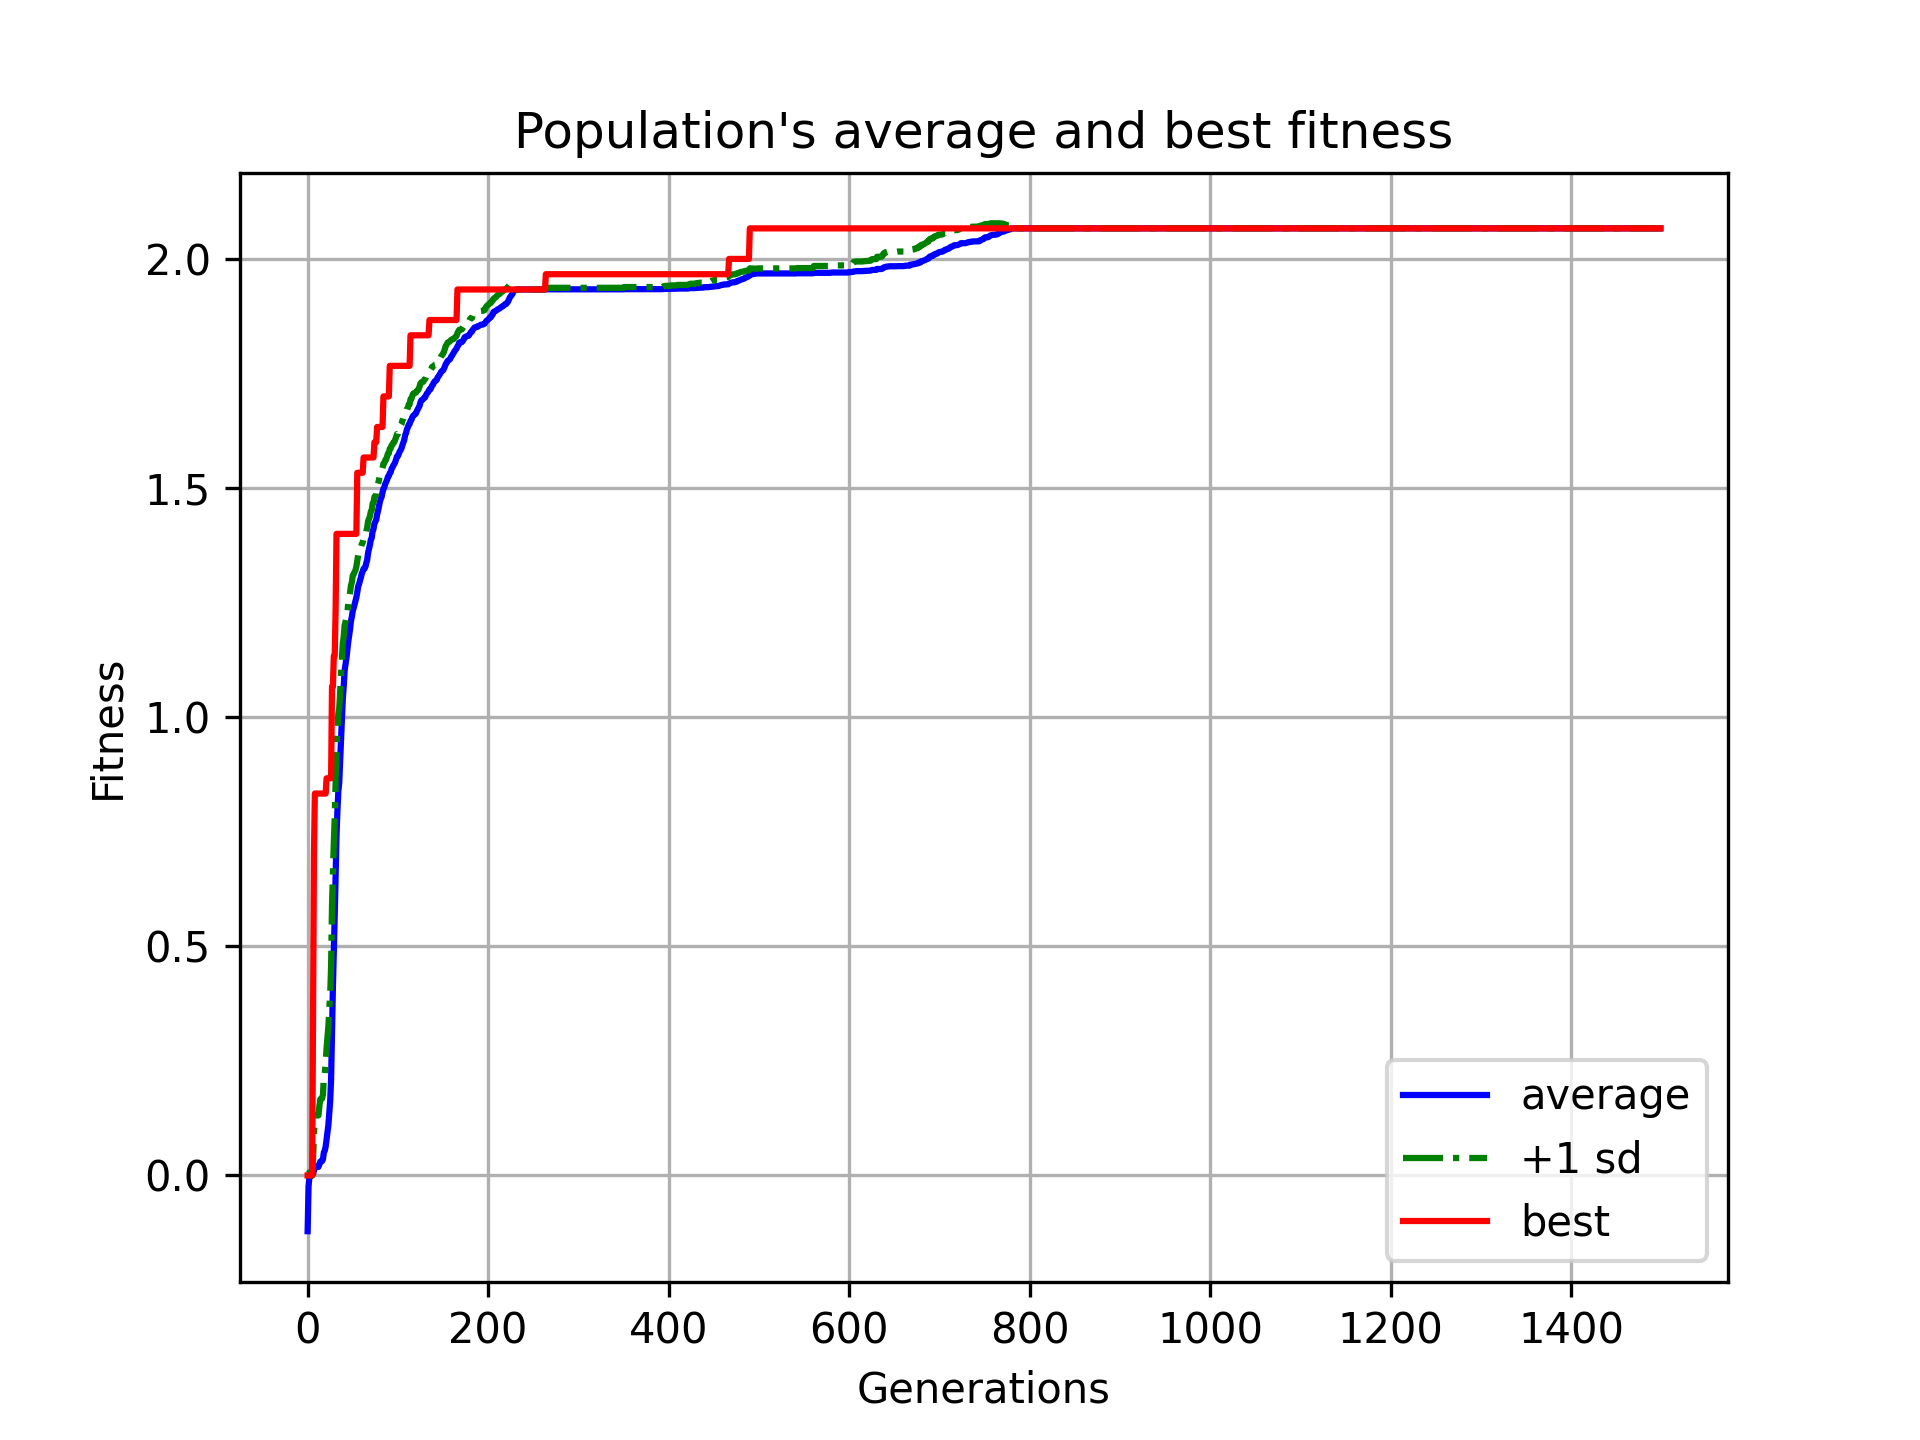 Population's average and best fitness
2.0
1.5
1.0
0.5
0.0
Fitness
0 200 400 600 800 1000 1200 1400
Generations
average
+1 sd
best